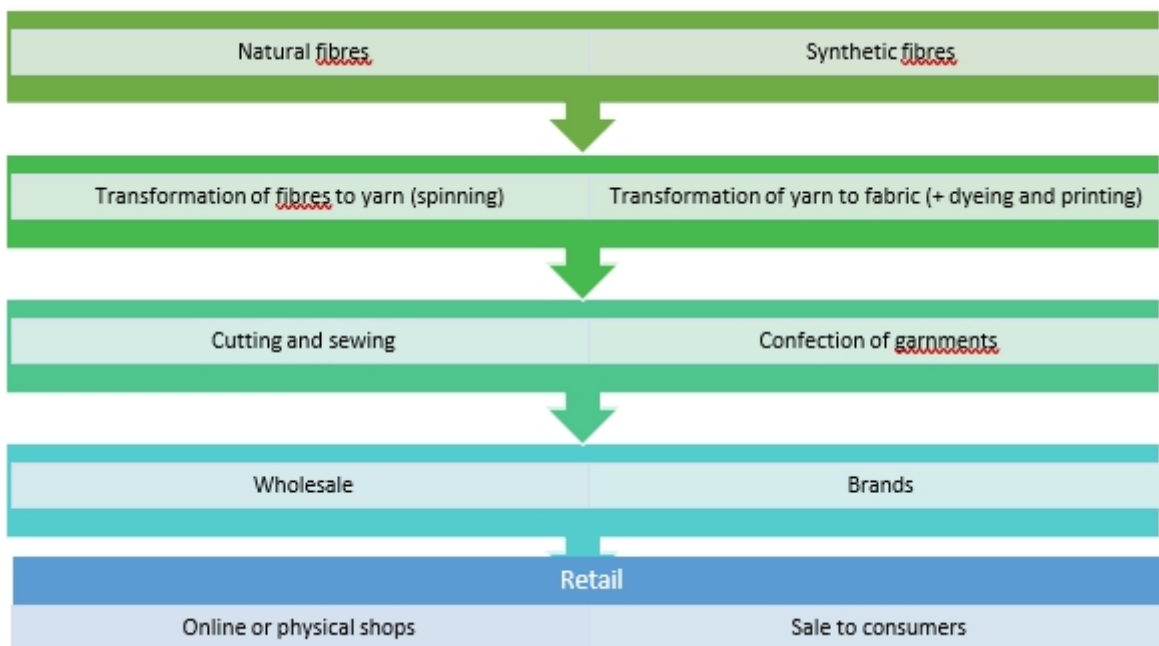 Natural fibres
Synthetic fibres
Transformation of fibres to yarn (spinning)
Transformation of yarn to fabric (+ dyeing and printing)
Cutting and sewing
Confection of garnments
Wholesale
Brands
Retail
Online or physical shops
Sale to consumers